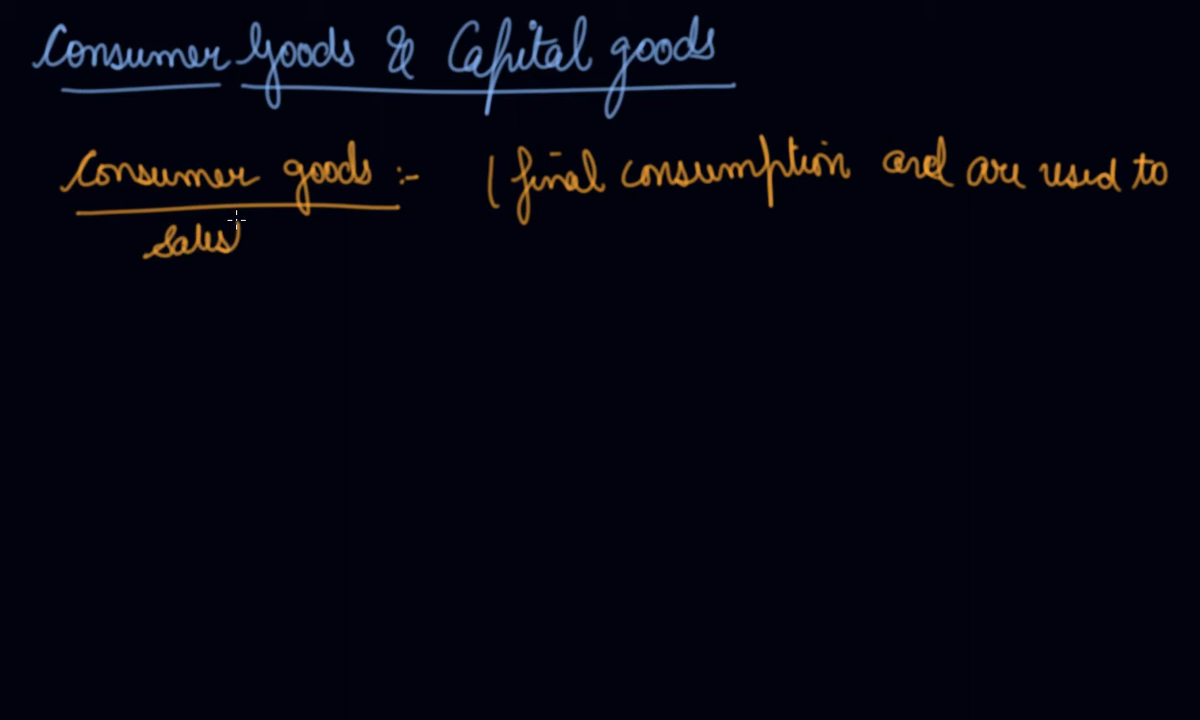 Consumer Goods & Capital goods
Consumer goods :- ( final consumption and are used to
sales